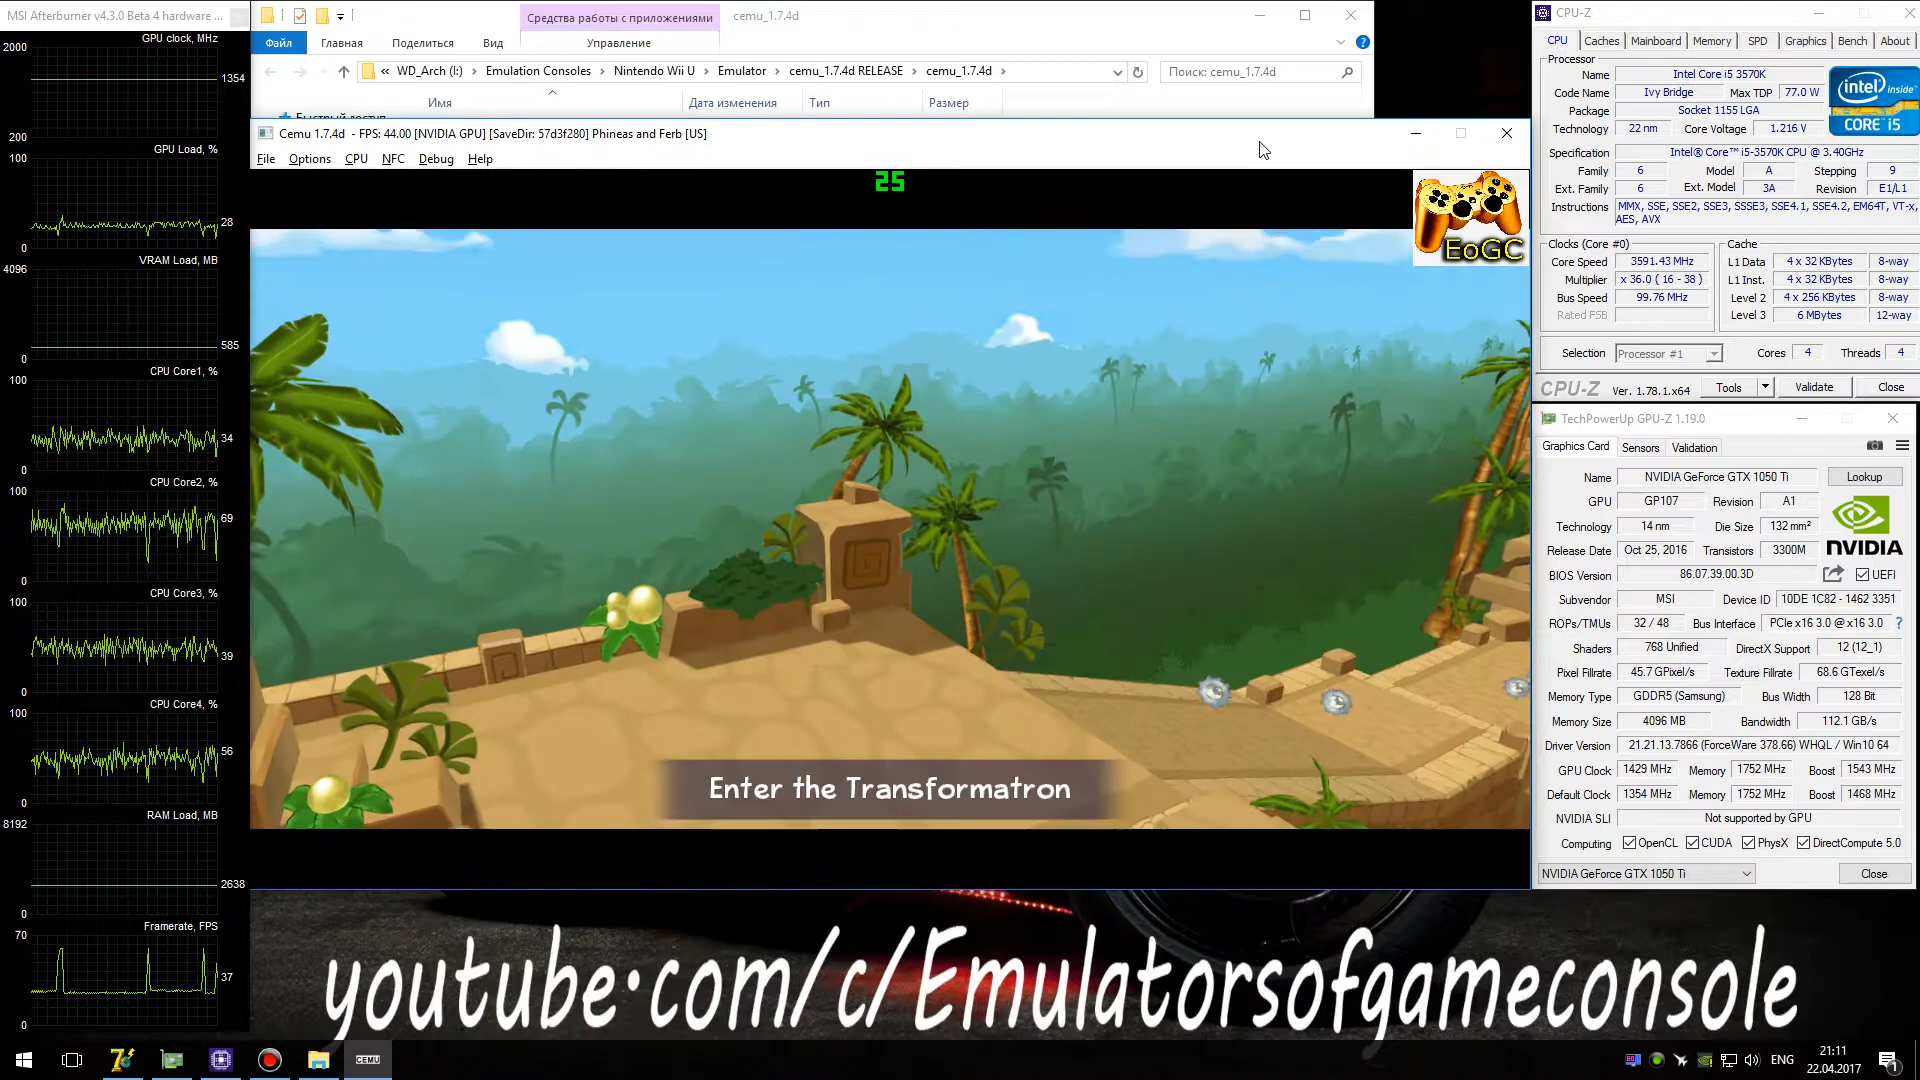 MSI Afterburner v4.3.0 Beta 4 hardware ...
GPU clock, MHz
2000
1354
200
GPU Load, %
100
28
0
VRAM Load, MB
4096
585
0
CPU Core1, %
100
34
0
CPU Core2, %
100
69
0
CPU Core3, %
100
39
0
CPU Core4, %
100
56
0
RAM Load, MB
8192
2638
0
Framerate, FPS
70
37
0
Средства работы с приложениями
cemu_1.7.4d
Файл Главная Поделиться Вид Управление
« WD_Arch (I:) › Emulation Consoles › Nintendo Wii U › Emulator › cemu_1.7.4d RELEASE › cemu_1.7.4d ›
Поиск: cemu_1.7.4d
Имя Дата изменения Тип Размер
Быстрый доступ
Cemu 1.7.4d - FPS: 44.00 [NVIDIA GPU] [SaveDir: 57d3f280] Phineas and Ferb [US]
File Options CPU NFC Debug Help
25
EoGC
Enter the Transformatron
CPU-Z
CPU Caches Mainboard Memory SPD Graphics Bench About
Processor
Name Intel Core i5 3570K
Code Name Ivy Bridge Max TDP 77.0 W
Package Socket 1155 LGA
Technology 22 nm Core Voltage 1.216 V
intel inside
CORE i5
Specification Intel® Core™ i5-3570K CPU @ 3.40GHz
Family 6 Model A Stepping 9
Ext. Family 6 Ext. Model 3A Revision E1/L1
Instructions MMX, SSE, SSE2, SSE3, SSSE3, SSE4.1, SSE4.2, EM64T, VT-x,
AES, AVX
Clocks (Core #0)
Core Speed 3591.43 MHz
Multiplier x 36.0 ( 16 - 38 )
Bus Speed 99.76 MHz
Rated FSB
Cache
L1 Data 4 x 32 KBytes 8-way
L1 Inst. 4 x 32 KBytes 8-way
Level 2 4 x 256 KBytes 8-way
Level 3 6 MBytes 12-way
Selection Processor #1 Cores 4 Threads 4
CPU-Z Ver. 1.78.1.x64 Tools Validate Close
TechPowerUp GPU-Z 1.19.0
Graphics Card Sensors Validation
Name NVIDIA GeForce GTX 1050 Ti Lookup
GPU GP107 Revision A1
Technology 14 nm Die Size 132 mm²
Release Date Oct 25, 2016 Transistors 3300M
NVIDIA
BIOS Version 86.07.39.00.3D UEFI
Subvendor MSI Device ID 10DE 1C82 - 1462 3351
ROPs/TMUs 32 / 48 Bus Interface PCIe x16 3.0 @ x16 3.0 ?
Shaders 768 Unified DirectX Support 12 (12_1)
Pixel Fillrate 45.7 GPixel/s Texture Fillrate 68.6 GTexel/s
Memory Type GDDR5 (Samsung) Bus Width 128 Bit
Memory Size 4096 MB Bandwidth 112.1 GB/s
Driver Version 21.21.13.7866 (ForceWare 378.66) WHQL / Win10 64
GPU Clock 1429 MHz Memory 1752 MHz Boost 1543 MHz
Default Clock 1354 MHz Memory 1752 MHz Boost 1468 MHz
NVIDIA SLI Not supported by GPU
Computing OpenCL CUDA PhysX DirectCompute 5.0
NVIDIA GeForce GTX 1050 Ti Close
youtube.com/c/Emulatorsofgameconsole
CEMU
60
ENG
21:11
22.04.2017
1